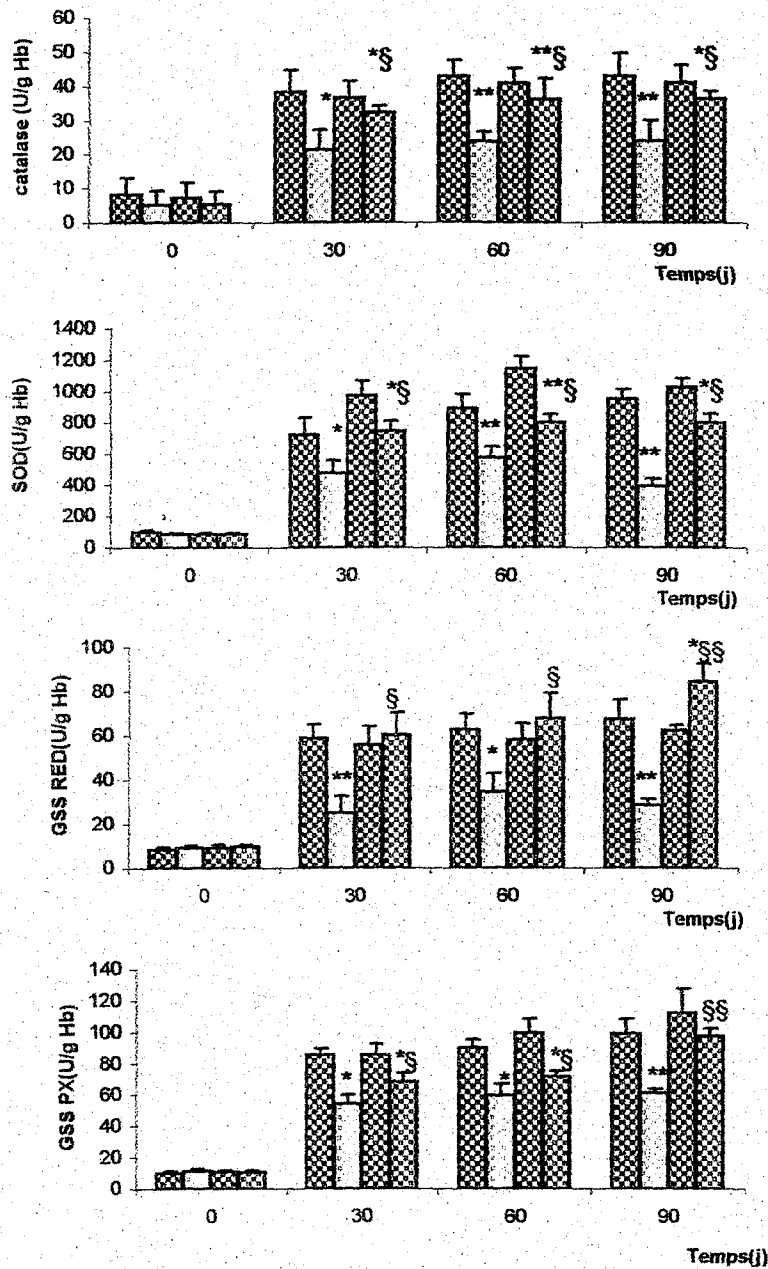 catalase (U/g Hb)
60
50
40
30
20
10
0
* *§ ** **§ ** *§
0 30 60 90
Temps(j)
SOD(U/g Hb)
1400
1200
1000
800
600
400
200
0
* *§ ** **§ ** *§
0 30 60 90
Temps(j)
GSS RED(U/g Hb)
100
80
60
40
20
0
** § * § ** *§§
0 30 60 90
Temps(j)
GSS PX(U/g Hb)
140
120
100
80
60
40
20
0
* *§ * *§ ** §§
0 30 60 90
Temps(j)